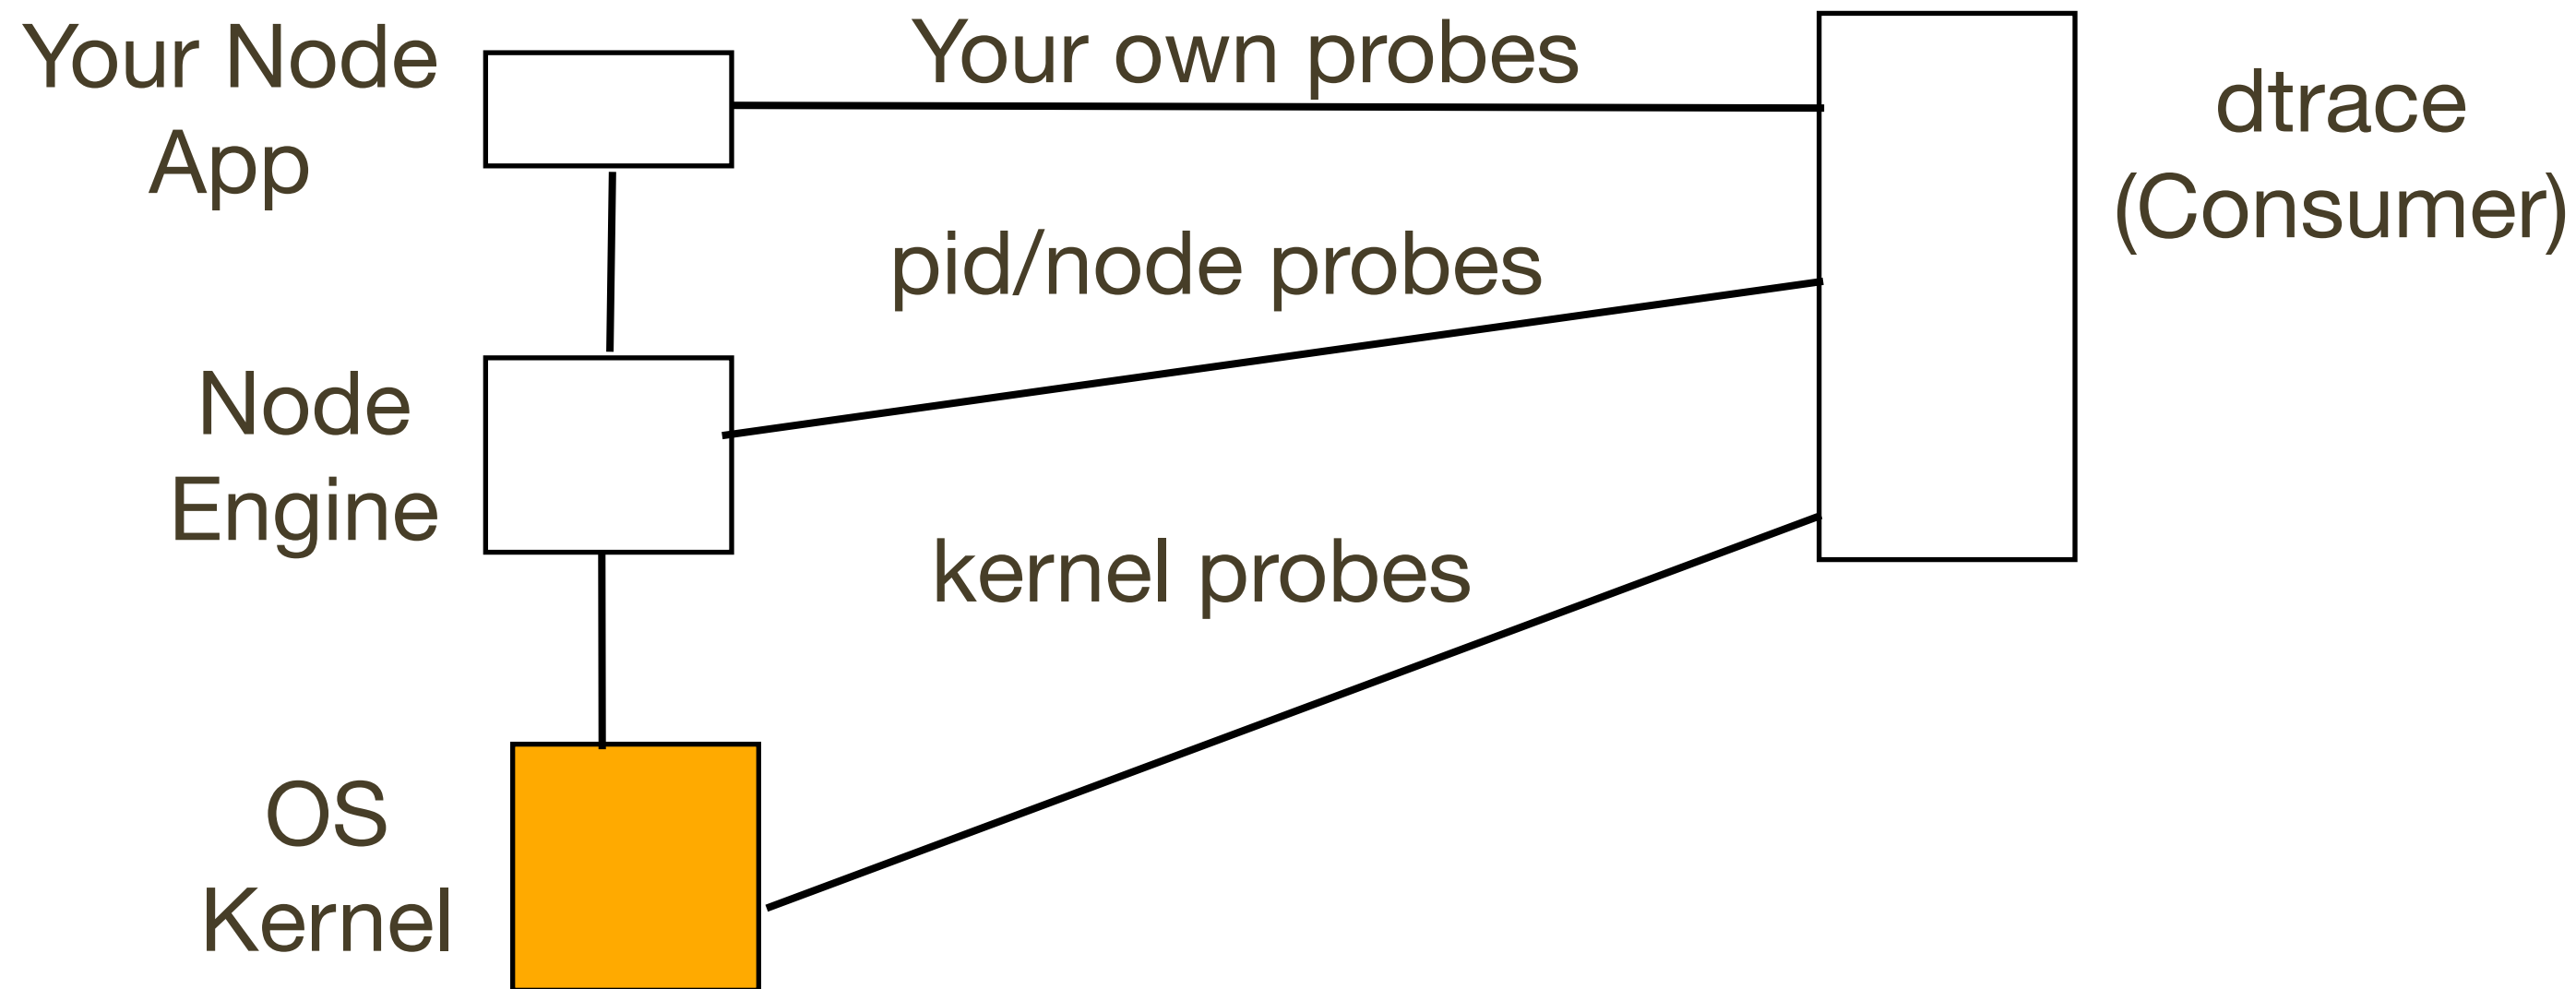 Your Node
App
Your own probes
dtrace
(Consumer)
pid/node probes
Node
Engine
kernel probes
OS
Kernel